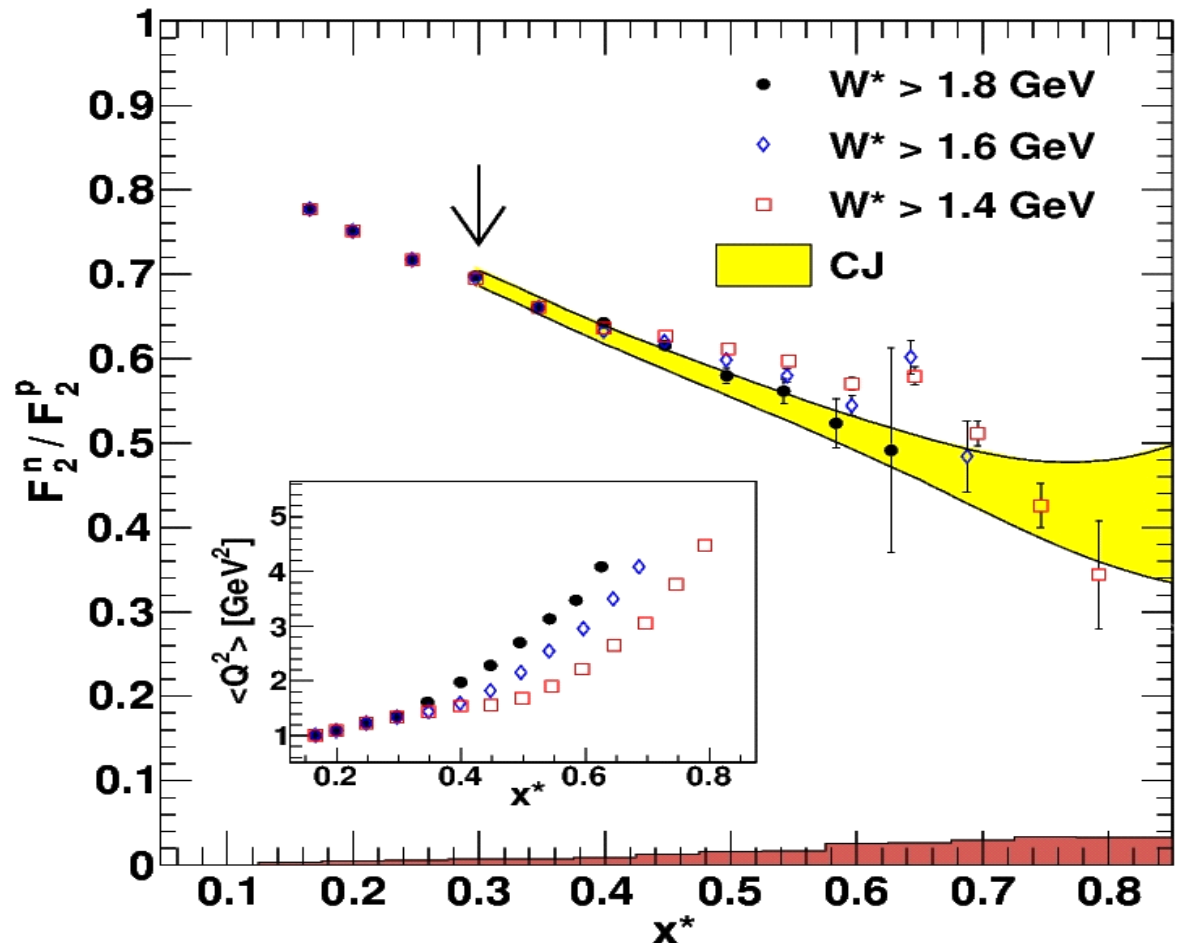 1
0.9
0.8
0.7
0.6
0.5
0.4
0.3
0.2
0.1
0
F₂ⁿ / F₂ᵖ
W* > 1.8 GeV
W* > 1.6 GeV
W* > 1.4 GeV
CJ
5
4
3
2
1
<Q²> [GeV²]
0.2 0.4 0.6 0.8
x*
0.1 0.2 0.3 0.4 0.5 0.6 0.7 0.8
x*